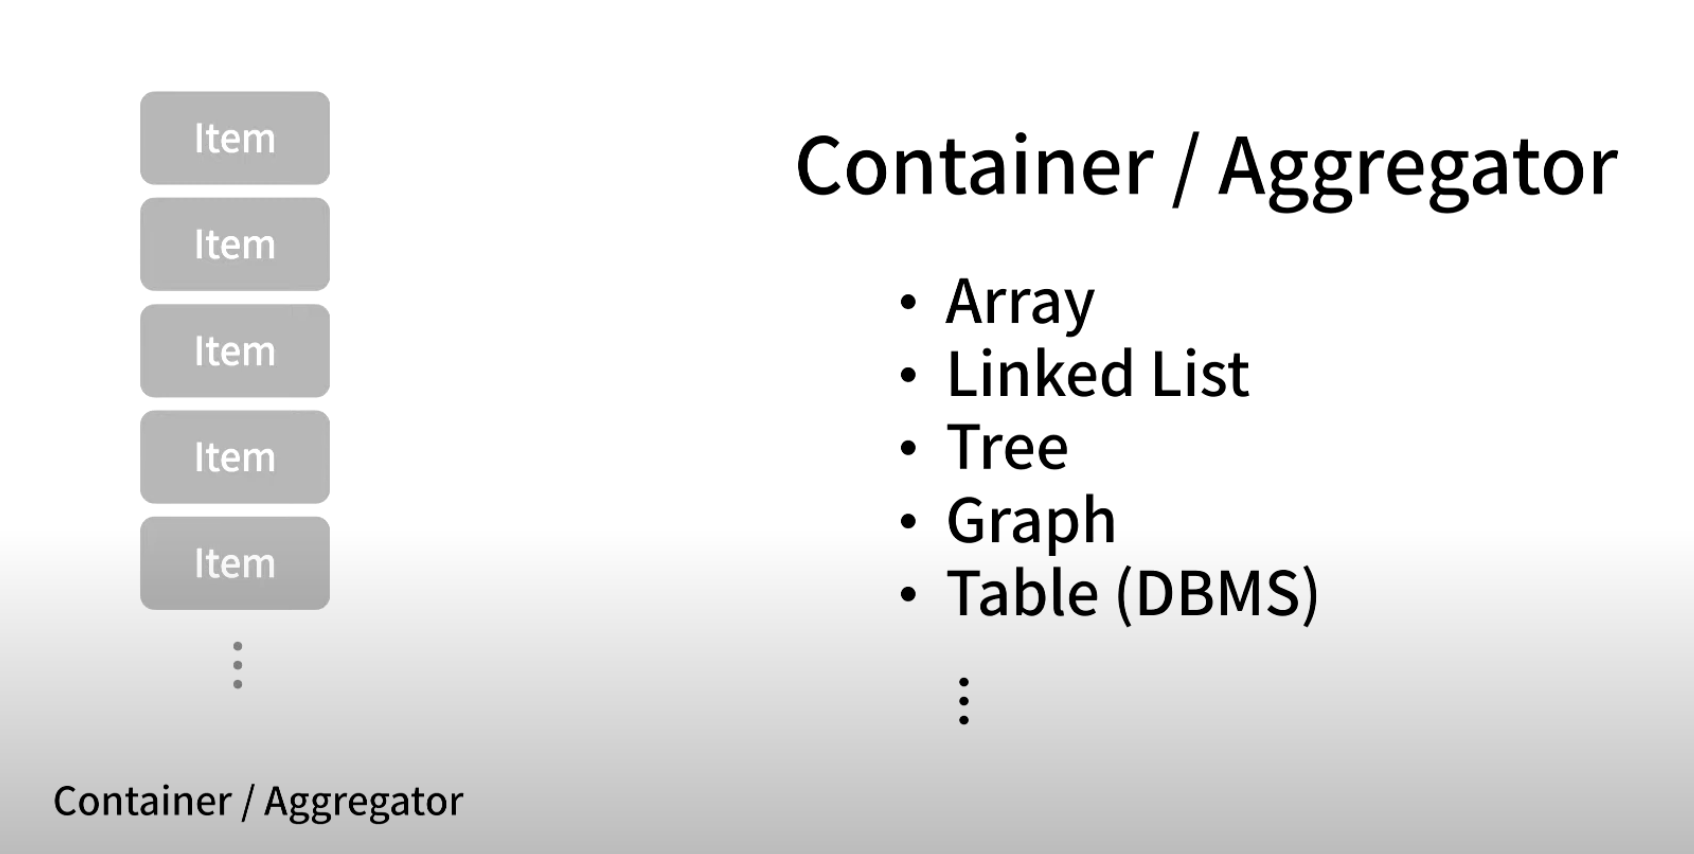 Item
Item
Item
Item
Item
Container / Aggregator
Container / Aggregator
• Array
• Linked List
• Tree
• Graph
• Table (DBMS)